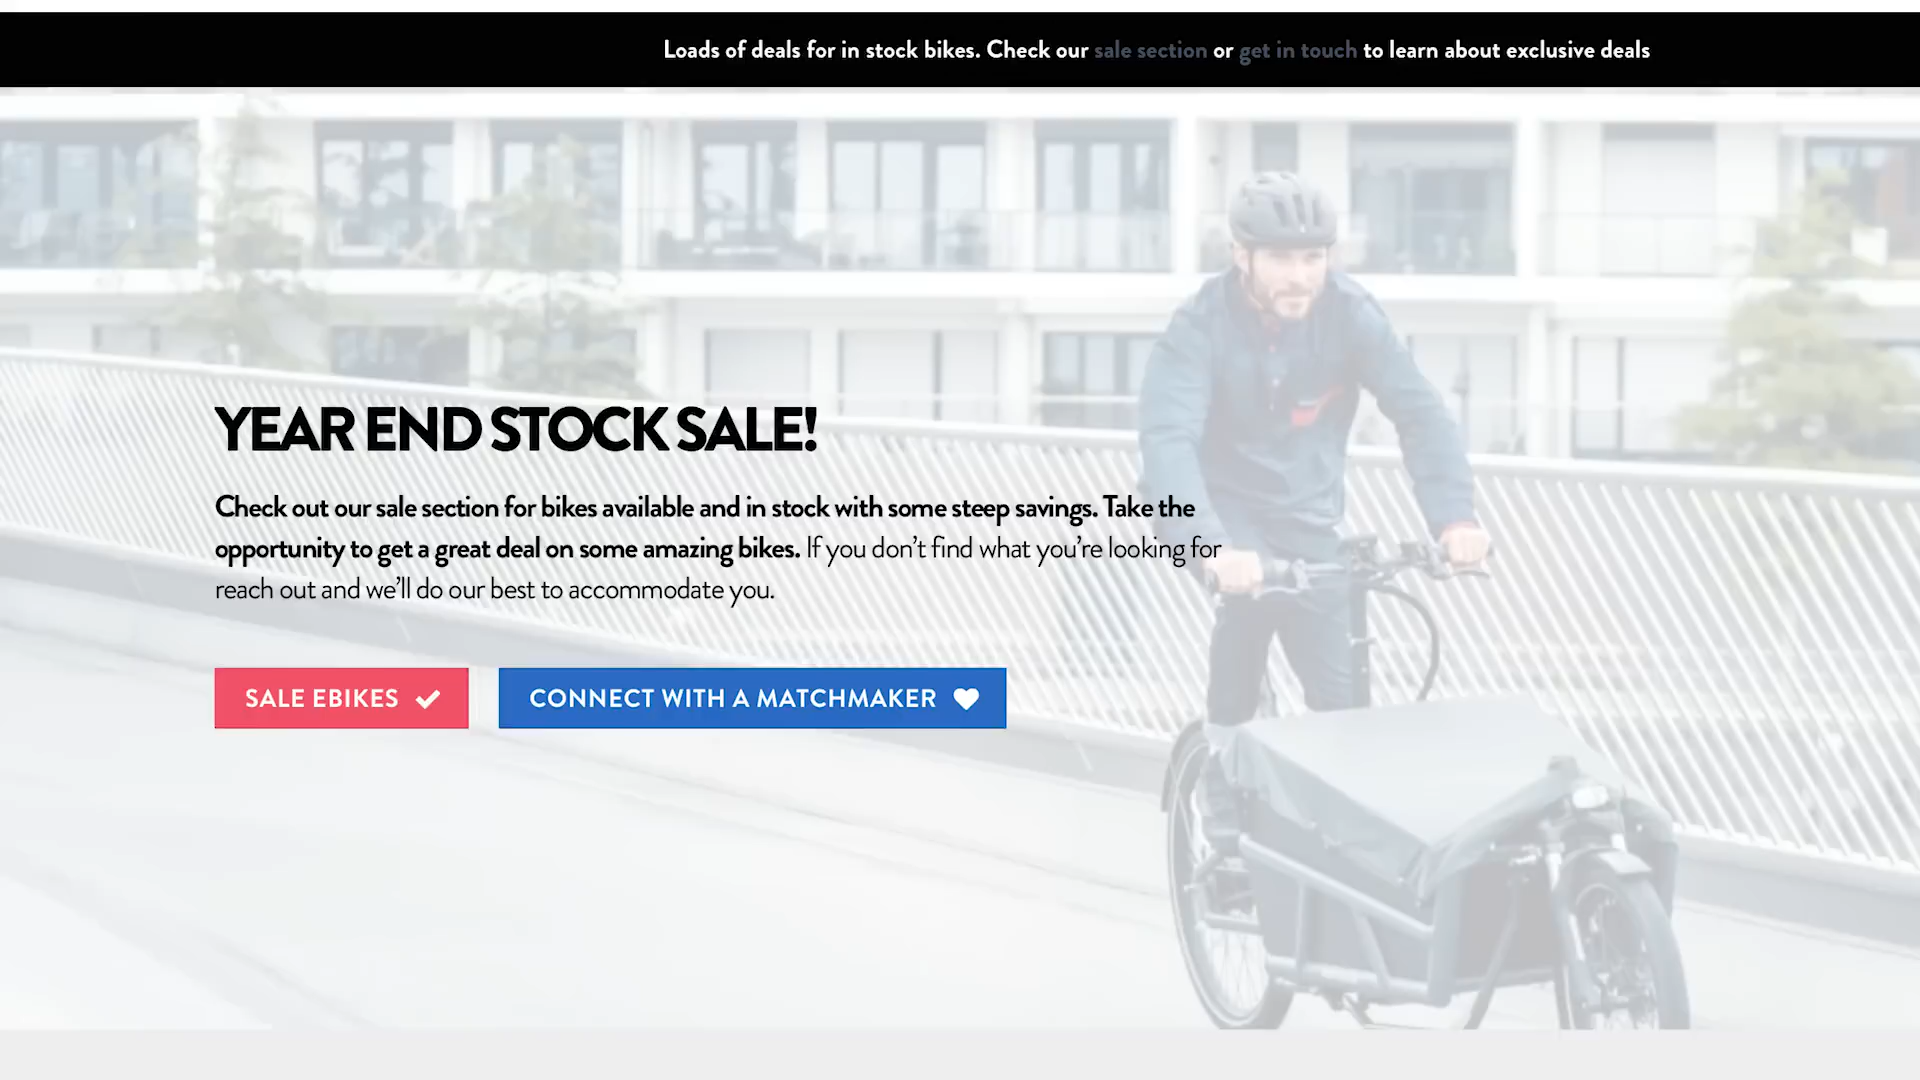 Loads of deals for in stock bikes. Check our sale section or get in touch to learn about exclusive deals
YEAR END STOCK SALE!
Check out our sale section for bikes available and in stock with some steep savings. Take the
opportunity to get a great deal on some amazing bikes. If you don’t find what you’re looking for
reach out and we’ll do our best to accommodate you.
SALE EBIKES
CONNECT WITH A MATCHMAKER